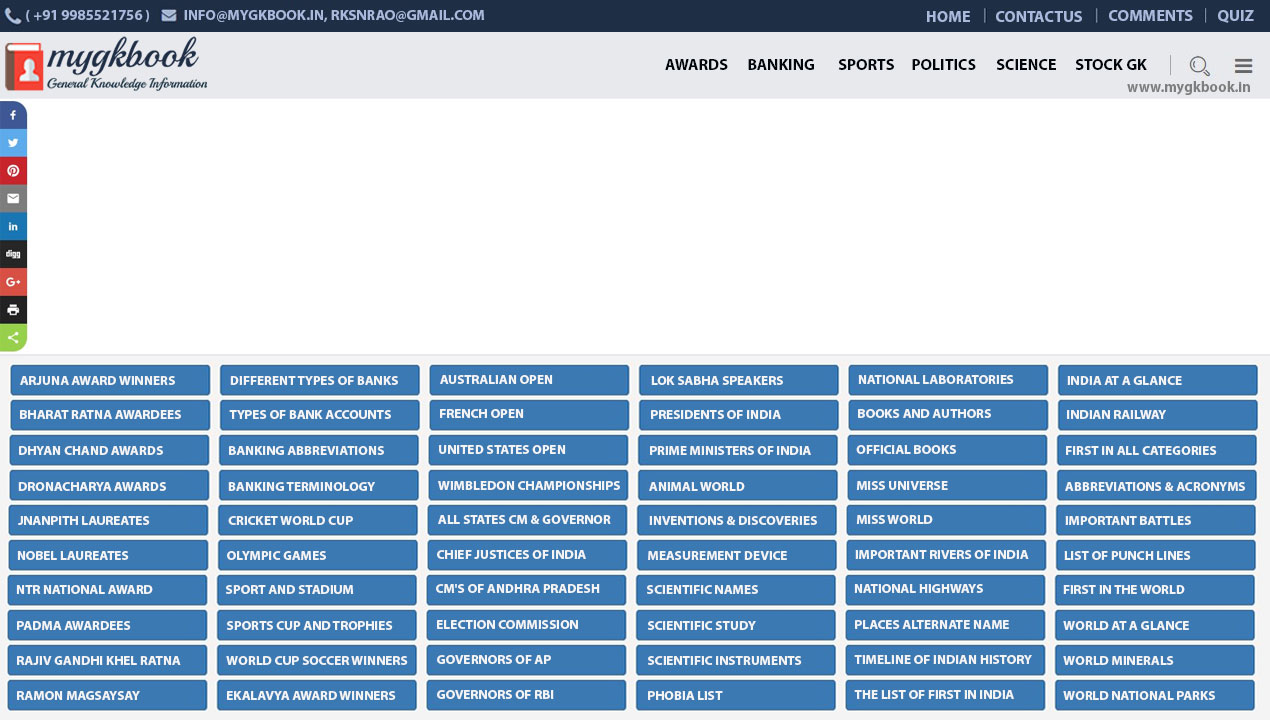 ( +91 9985521756 ) INFO@MYGKBOOK.IN, RKSNRAO@GMAIL.COM HOME | CONTACTUS | COMMENTS | QUIZ
mygkbook
General Knowledge Information
AWARDS BANKING SPORTS POLITICS SCIENCE STOCK GK
www.mygkbook.in
f
in
digg
G+
ARJUNA AWARD WINNERS DIFFERENT TYPES OF BANKS AUSTRALIAN OPEN LOK SABHA SPEAKERS NATIONAL LABORATORIES INDIA AT A GLANCE
BHARAT RATNA AWARDEES TYPES OF BANK ACCOUNTS FRENCH OPEN PRESIDENTS OF INDIA BOOKS AND AUTHORS INDIAN RAILWAY
DHYAN CHAND AWARDS BANKING ABBREVIATIONS UNITED STATES OPEN PRIME MINISTERS OF INDIA OFFICIAL BOOKS FIRST IN ALL CATEGORIES
DRONACHARYA AWARDS BANKING TERMINOLOGY WIMBLEDON CHAMPIONSHIPS ANIMAL WORLD MISS UNIVERSE ABBREVIATIONS & ACRONYMS
JNANPITH LAUREATES CRICKET WORLD CUP ALL STATES CM & GOVERNOR INVENTIONS & DISCOVERIES MISS WORLD IMPORTANT BATTLES
NOBEL LAUREATES OLYMPIC GAMES CHIEF JUSTICES OF INDIA MEASUREMENT DEVICE IMPORTANT RIVERS OF INDIA LIST OF PUNCH LINES
NTR NATIONAL AWARD SPORT AND STADIUM CM'S OF ANDHRA PRADESH SCIENTIFIC NAMES NATIONAL HIGHWAYS FIRST IN THE WORLD
PADMA AWARDEES SPORTS CUP AND TROPHIES ELECTION COMMISSION SCIENTIFIC STUDY PLACES ALTERNATE NAME WORLD AT A GLANCE
RAJIV GANDHI KHEL RATNA WORLD CUP SOCCER WINNERS GOVERNORS OF AP SCIENTIFIC INSTRUMENTS TIMELINE OF INDIAN HISTORY WORLD MINERALS
RAMON MAGSAYSAY EKALAVYA AWARD WINNERS GOVERNORS OF RBI PHOBIA LIST THE LIST OF FIRST IN INDIA WORLD NATIONAL PARKS